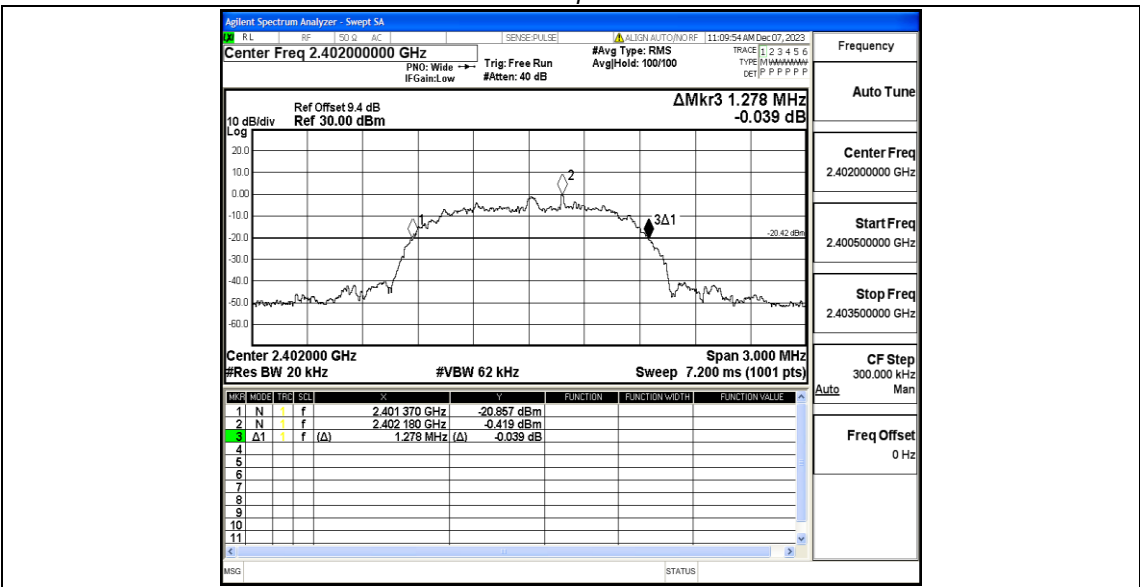 Agilent Spectrum Analyzer - Swept SA
RL RF 50 Ω AC SENSE:PULSE ALIGN AUTO/NO RF 11:09:54 AM Dec 07, 2023
Center Freq 2.402000000 GHz
PNO: Wide
IFGain:Low
Trig: Free Run
#Atten: 40 dB
#Avg Type: RMS
Avg|Hold: 100/100
TRACE 1 2 3 4 5 6
TYPE M WWWWW
DET P P P P P P
ΔMkr3 1.278 MHz
-0.039 dB
Ref Offset 9.4 dB
10 dB/div Ref 30.00 dBm
Log
20.0
10.0
0.00
-10.0
-20.0
-30.0
-40.0
-50.0
-60.0
1
2
3Δ1
-20.42 dBm
Center 2.402000 GHz Span 3.000 MHz
#Res BW 20 kHz #VBW 62 kHz Sweep 7.200 ms (1001 pts)
MKR MODE TRC SCL X Y FUNCTION FUNCTION WIDTH FUNCTION VALUE
1 N 1 f 2.401 370 GHz -20.857 dBm
2 N 1 f 2.402 180 GHz -0.419 dBm
3 Δ1 1 f (Δ) 1.278 MHz (Δ) -0.039 dB
4
5
6
7
8
9
10
11
MSG STATUS
Frequency
Auto Tune
Center Freq
2.402000000 GHz
Start Freq
2.400500000 GHz
Stop Freq
2.403500000 GHz
CF Step
300.000 kHz
Auto Man
Freq Offset
0 Hz